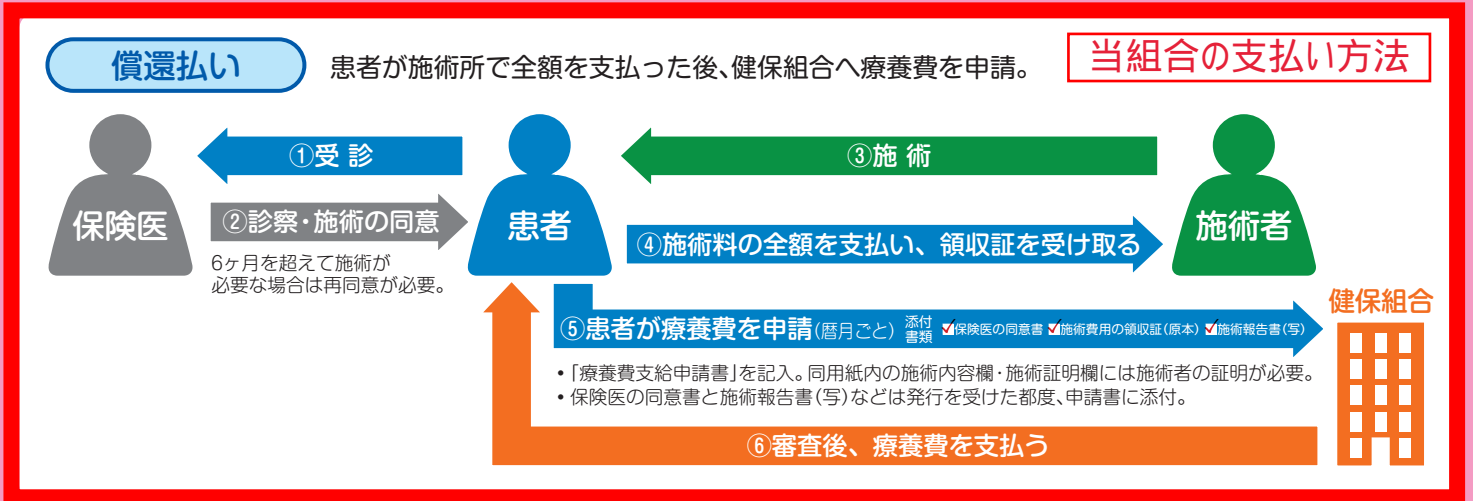 償還払い
患者が施術所で全額を支払った後、健保組合へ療養費を申請。
当組合の支払い方法
①受 診
③施 術
保険医
②診察・施術の同意
患者
④施術料の全額を支払い、領収証を受け取る
施術者
6ヶ月を超えて施術が
必要な場合は再同意が必要。
健保組合
⑤患者が療養費を申請(暦月ごと) 添付書類 保険医の同意書 施術費用の領収証(原本) 施術報告書(写)
・「療養費支給申請書」を記入。同用紙内の施術内容欄・施術証明欄には施術者の証明が必要。
・保険医の同意書と施術報告書(写)などは発行を受けた都度、申請書に添付。
⑥審査後、療養費を支払う